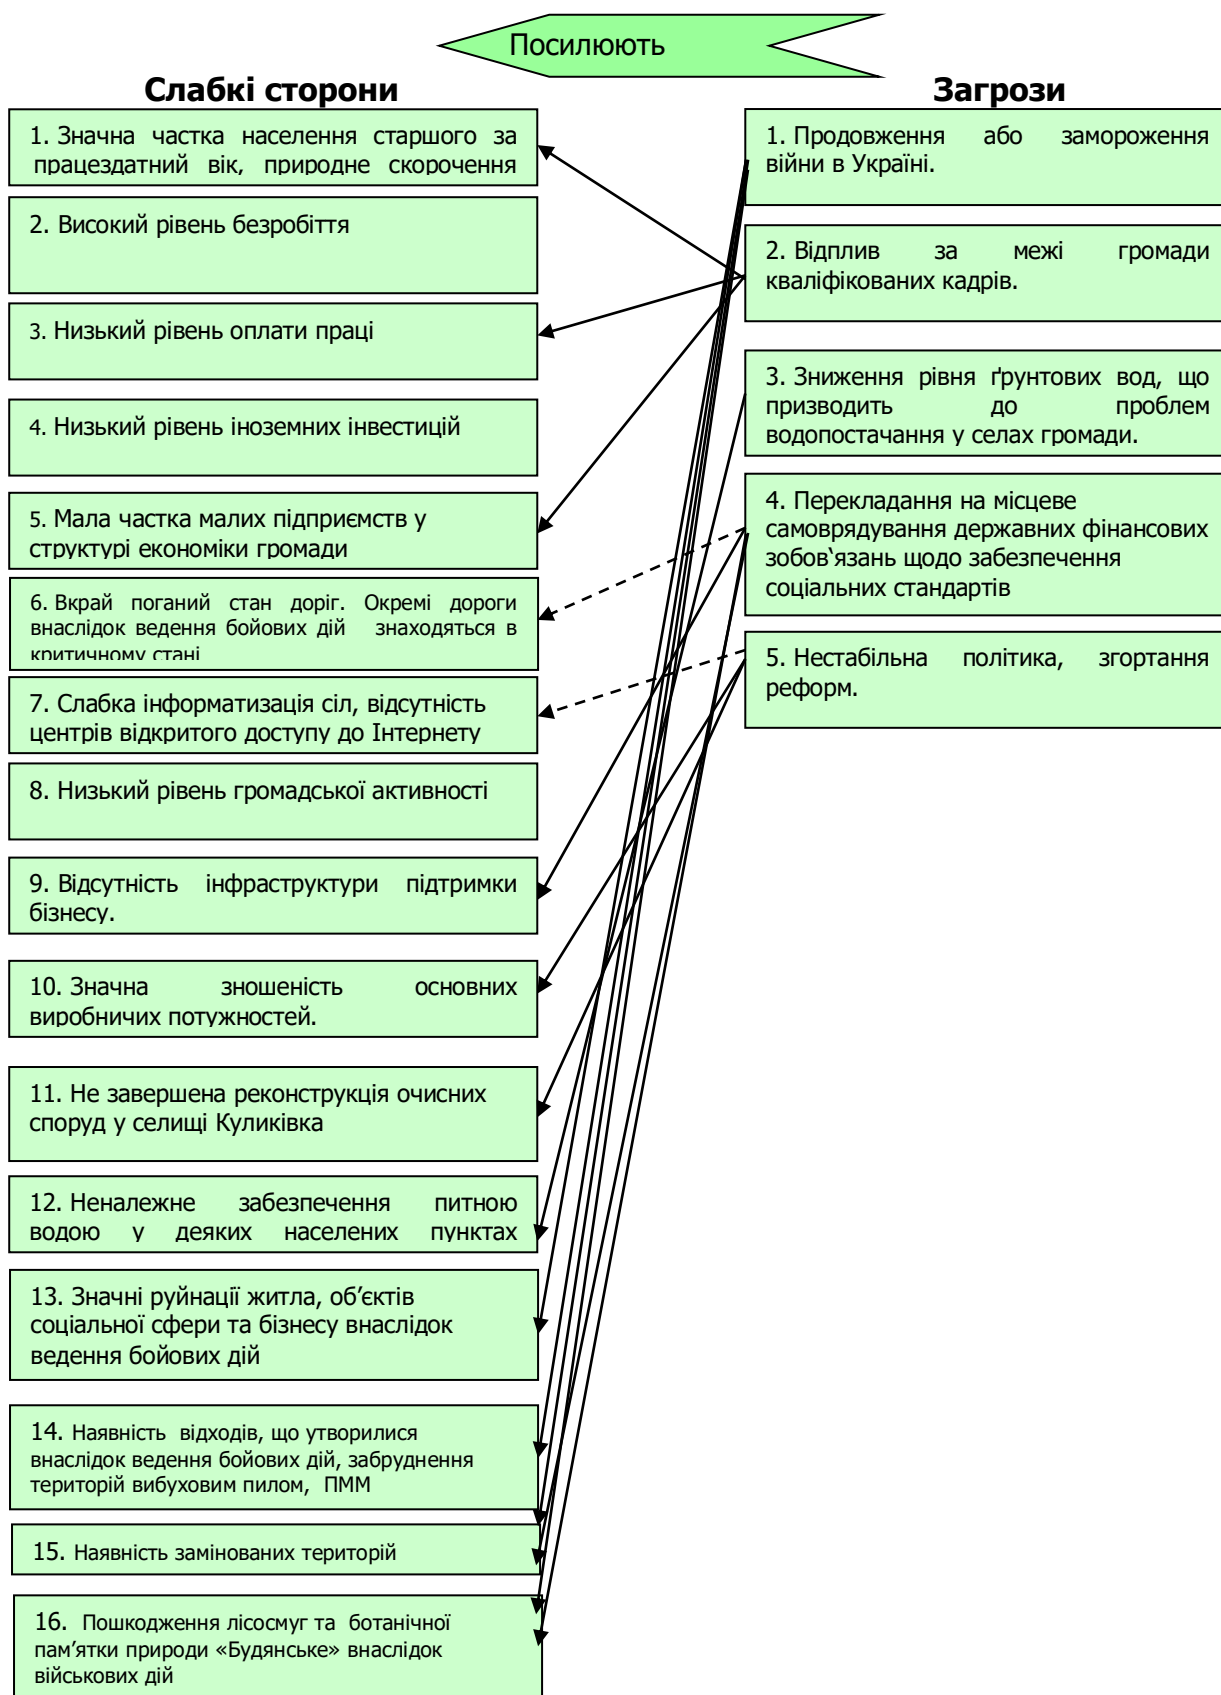 Посилюють
Слабкі сторони
1. Значна частка населення старшого за
працездатний вік, природне скорочення
2. Високий рівень безробіття
3. Низький рівень оплати праці
4. Низький рівень іноземних інвестицій
5. Мала частка малих підприємств у
структурі економіки громади
6. Вкрай поганий стан доріг. Окремі дороги
внаслідок ведення бойових дій знаходяться в
критичному стані
7. Слабка інформатизація сіл, відсутність
центрів відкритого доступу до Інтернету
8. Низький рівень громадської активності
9. Відсутність інфраструктури підтримки
бізнесу.
10. Значна зношеність основних
виробничих потужностей.
11. Не завершена реконструкція очисних
споруд у селищі Куликівка
12. Неналежне забезпечення питною
водою у деяких населених пунктах
13. Значні руйнації житла, об’єктів
соціальної сфери та бізнесу внаслідок
ведення бойових дій
14. Наявність відходів, що утворилися
внаслідок ведення бойових дій, забруднення
територій вибуховим пилом, ПММ
15. Наявність замінованих територій
16. Пошкодження лісосмуг та ботанічної
пам’ятки природи «Будянське» внаслідок
військових дій
Загрози
1. Продовження або замороження
війни в Україні.
2. Відплив за межі громади
кваліфікованих кадрів.
3. Зниження рівня ґрунтових вод, що
призводить до проблем
водопостачання у селах громади.
4. Перекладання на місцеве
самоврядування державних фінансових
зобов‘язань щодо забезпечення
соціальних стандартів
5. Нестабільна політика, згортання
реформ.